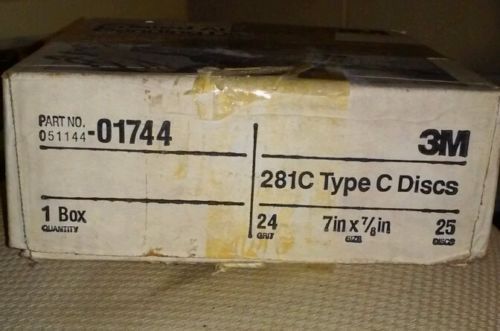 PART NO.
051144-01744
3M
281C Type C Discs
1 Box
QUANTITY
24
GRIT
7in x 7/8in
SIZE
25
DISCS